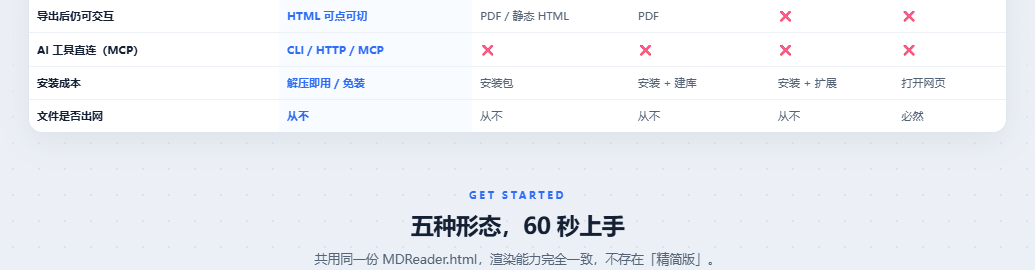 导出后仍可交互 HTML 可点可切 PDF / 静态 HTML PDF ❌ ❌
AI 工具直连（MCP） CLI / HTTP / MCP ❌ ❌ ❌ ❌
安装成本 解压即用 / 免装 安装包 安装 + 建库 安装 + 扩展 打开网页
文件是否出网 从不 从不 从不 从不 必然
GET STARTED
五种形态，60 秒上手
共用同一份 MDReader.html，渲染能力完全一致，不存在「精简版」。